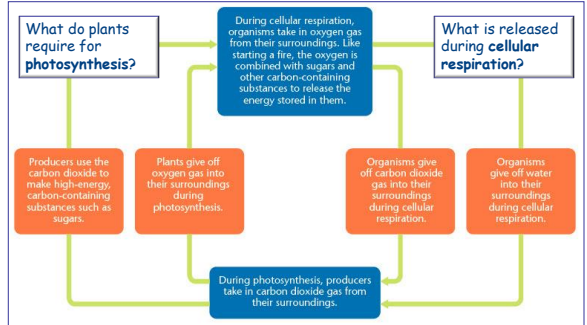 What do plants
require for
photosynthesis?
During cellular respiration,
organisms take in oxygen gas
from their surroundings. Like
starting a fire, the oxygen is
combined with sugars and
other carbon-containing
substances to release the
energy stored in them.
What is released
during cellular
respiration?
Producers use the
carbon dioxide to
make high-energy,
carbon-containing
substances such as
sugars.
Plants give off
oxygen gas into
their surroundings
during
photosynthesis.
Organisms give
off carbon dioxide
gas into their
surroundings
during cellular
respiration.
Organisms
give off water
into their
surroundings
during cellular
respiration.
During photosynthesis, producers
take in carbon dioxide gas from
their surroundings.